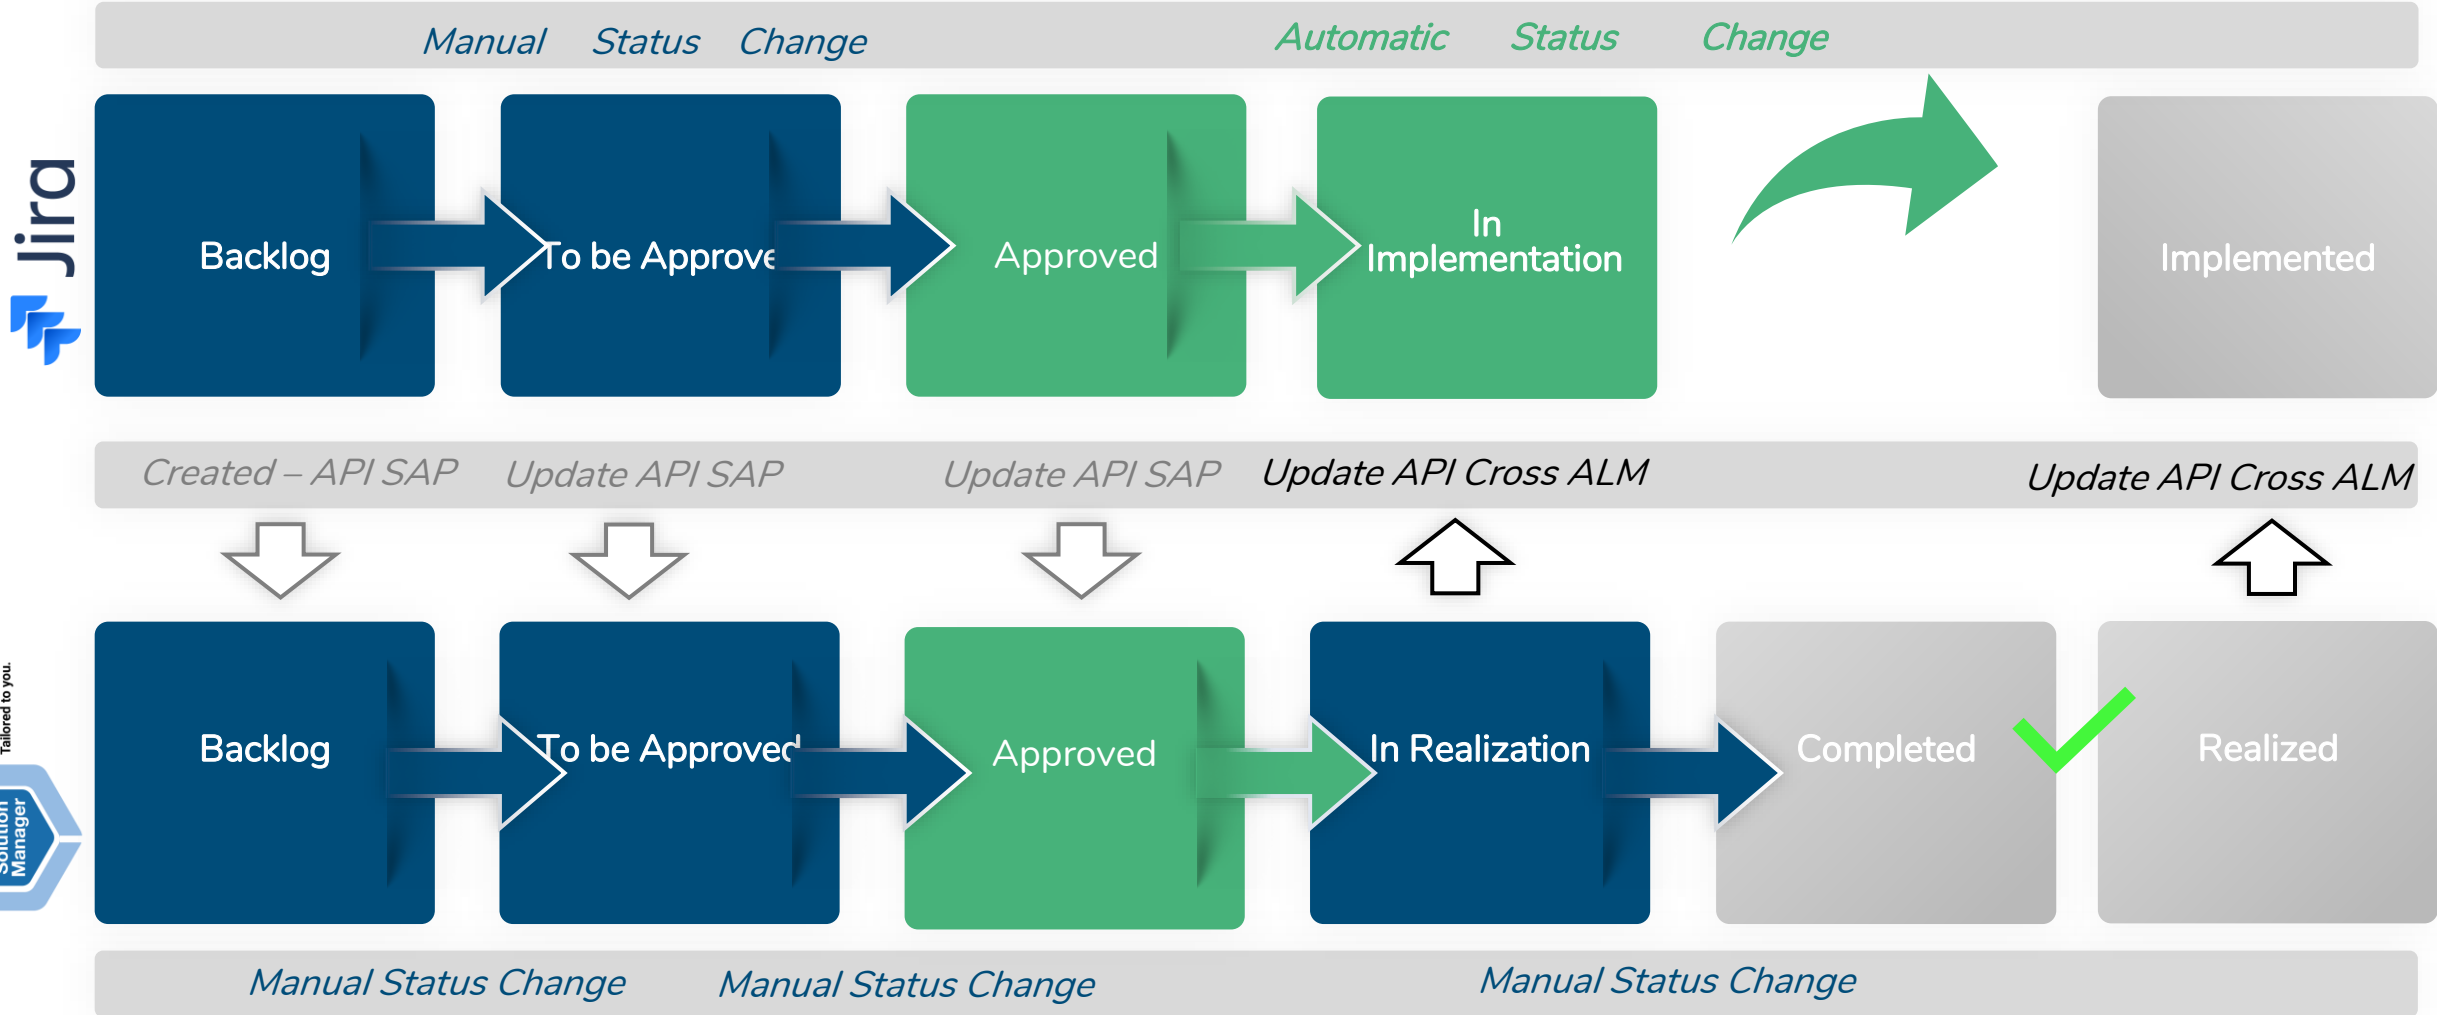 Manual Status Change
Automatic Status Change
Jira
Backlog
To be Approve
Approved
In
Implementation
Implemented
Created – API SAP
Update API SAP
Update API SAP
Update API Cross ALM
Update API Cross ALM
Tailored to you.
Solution
Manager
Backlog
To be Approved
Approved
In Realization
Completed
Realized
Manual Status Change
Manual Status Change
Manual Status Change